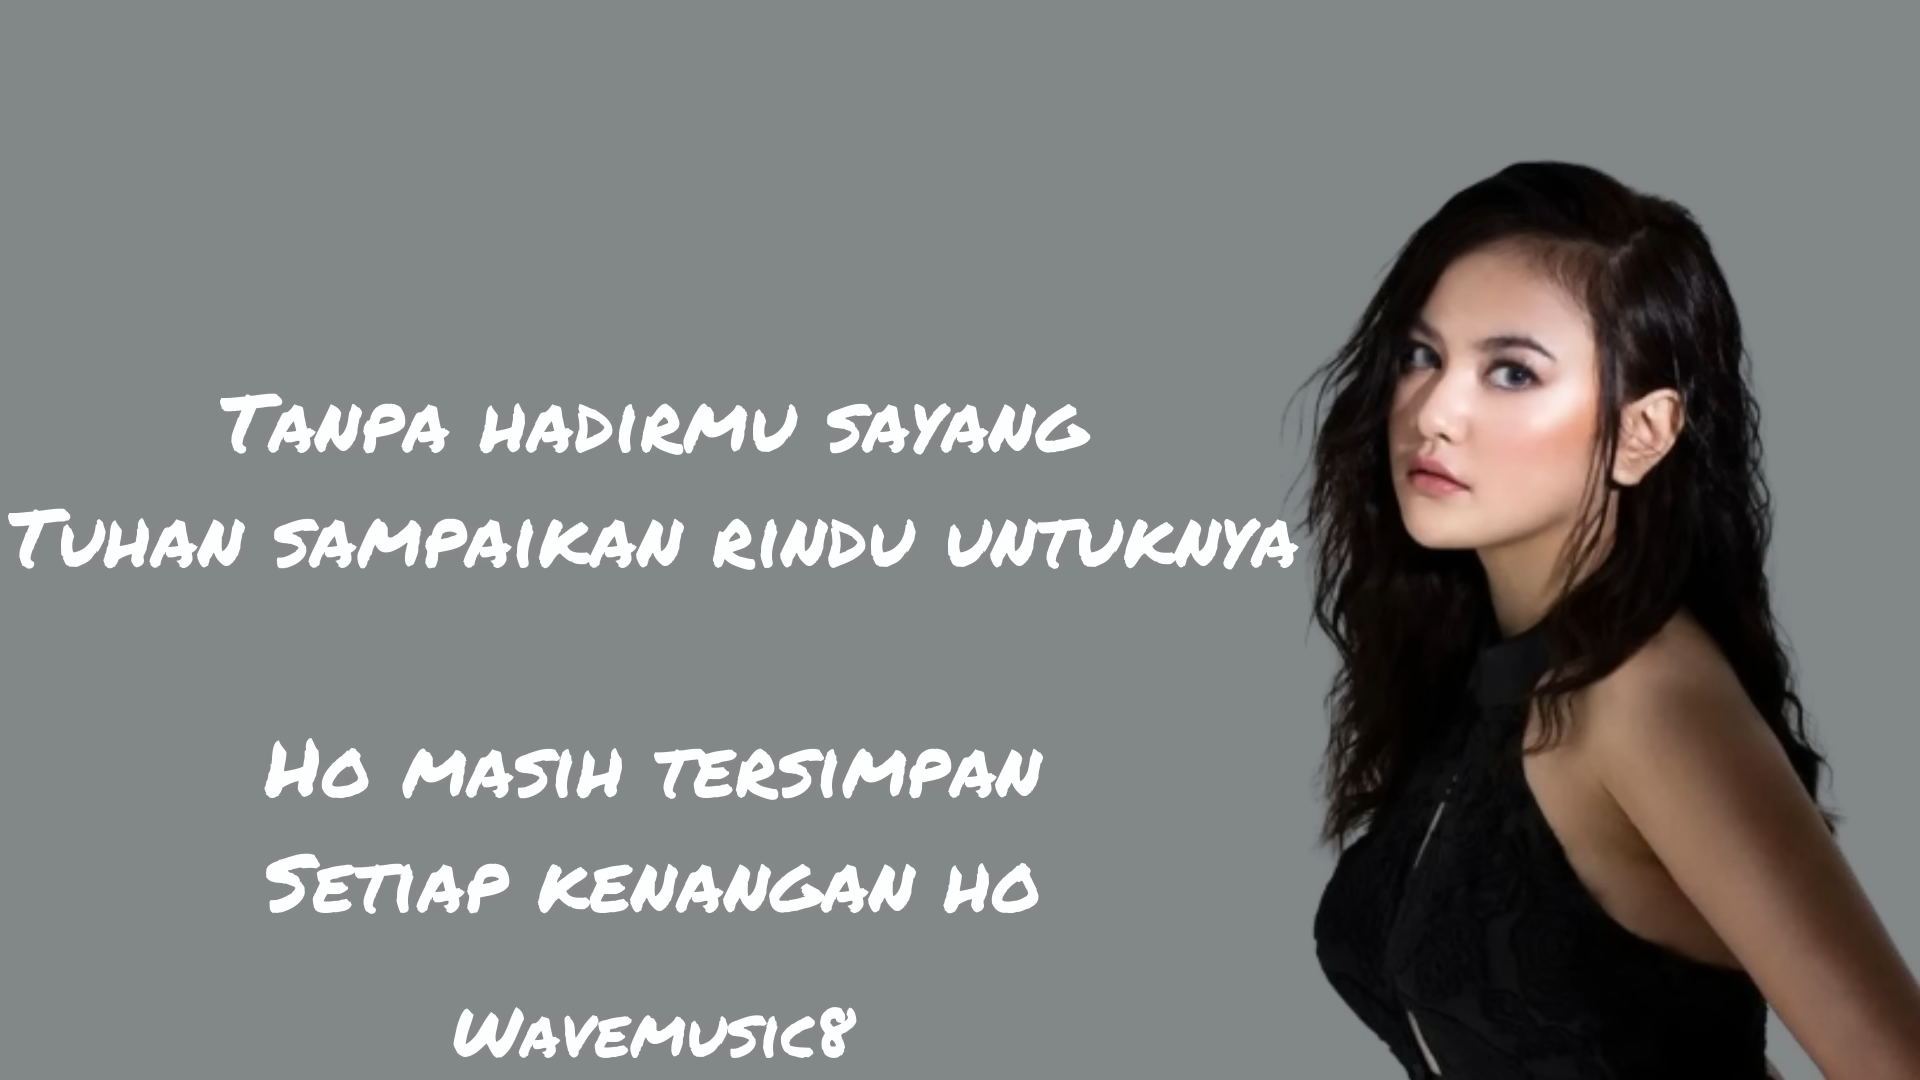 Tanpa hadirmu sayang
Tuhan sampaikan rindu untuknya
Ho masih tersimpan
Setiap kenangan ho
Wavemusic8